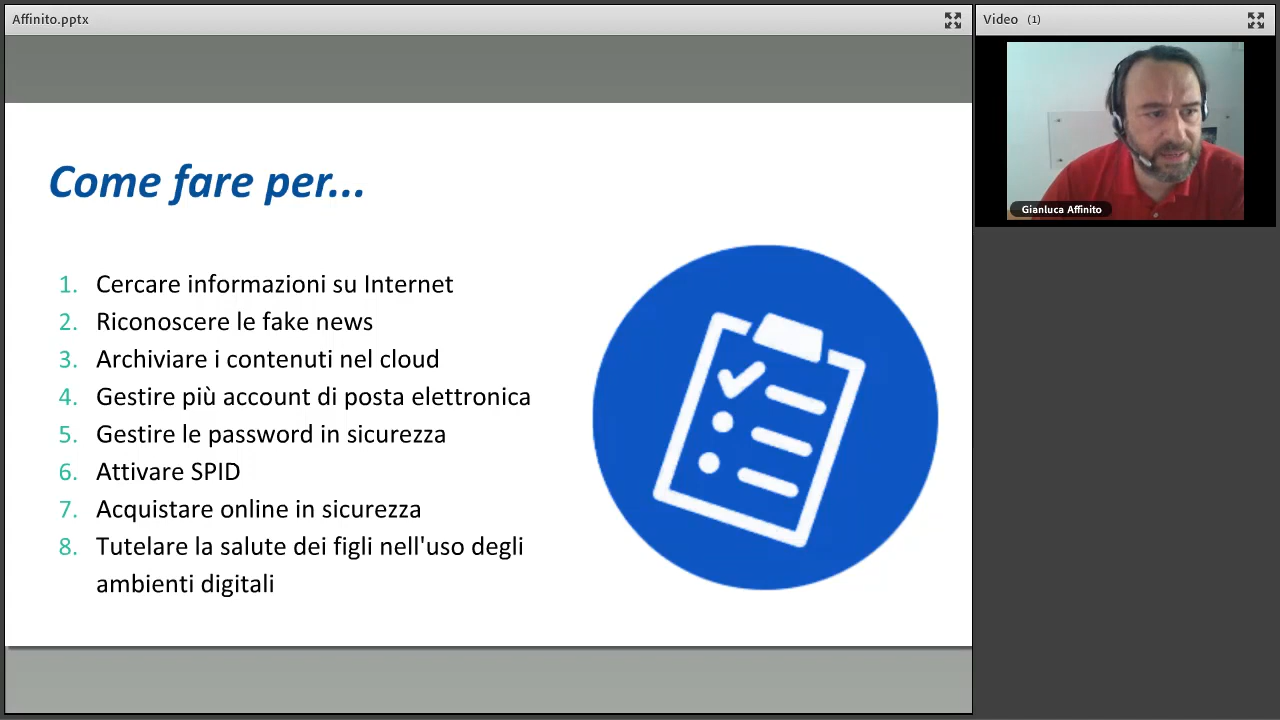 Affinito.pptx
Video (1)
Come fare per...
1. Cercare informazioni su Internet
2. Riconoscere le fake news
3. Archiviare i contenuti nel cloud
4. Gestire più account di posta elettronica
5. Gestire le password in sicurezza
6. Attivare SPID
7. Acquistare online in sicurezza
8. Tutelare la salute dei figli nell'uso degli
ambienti digitali
Gianluca Affinito